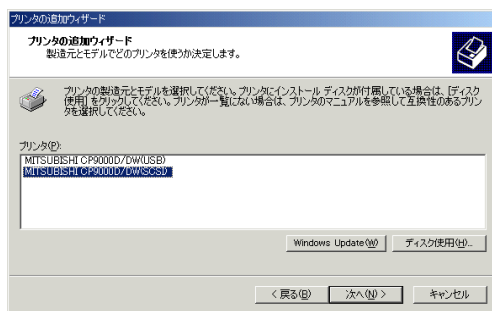 プリンタの追加ウィザード
プリンタの追加ウィザード
製造元とモデルでどのプリンタを使うか決定します。
プリンタの製造元とモデルを選択してください。プリンタにインストール ディスクが付属している場合は、[ディスク
使用] をクリックしてください。プリンタが一覧にない場合は、プリンタのマニュアルを参照して互換性のあるプリン
タを選択してください。
プリンタ(P):
MITSUBISHI CP9000D/DW(USB)
MITSUBISHI CP9000D/DW(SCSI)
Windows Update(W) ディスク使用(H)...
< 戻る(B) 次へ(N) > キャンセル